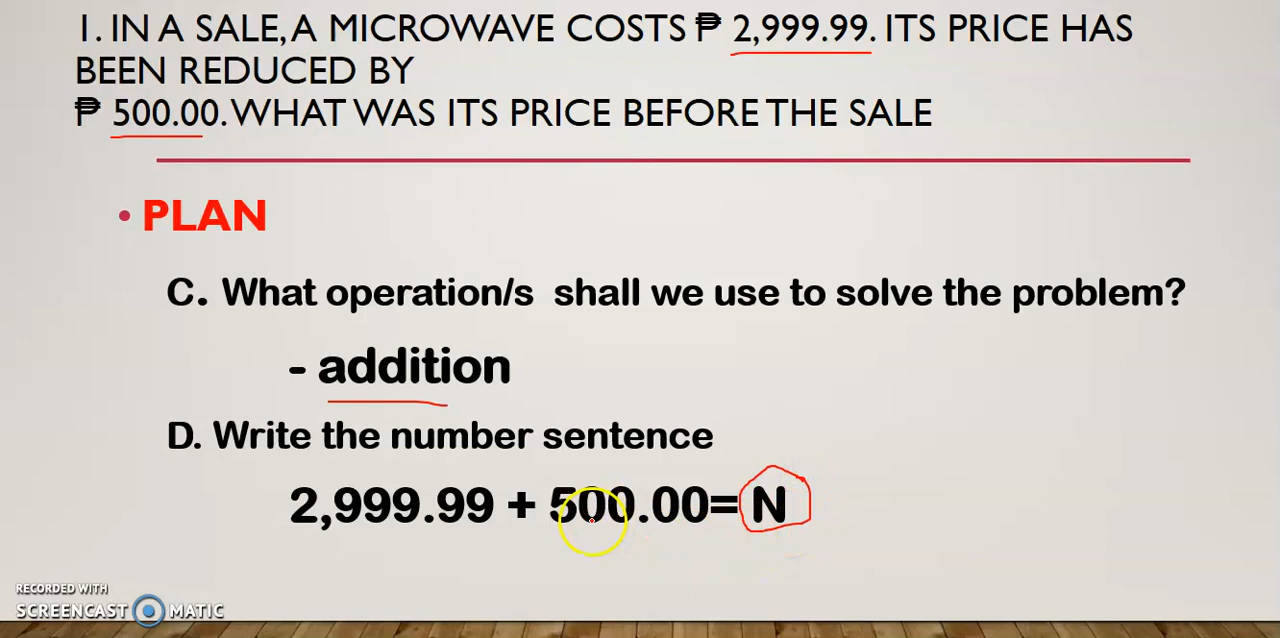 1. IN A SALE, A MICROWAVE COSTS ₱ 2,999.99. ITS PRICE HAS
BEEN REDUCED BY
₱ 500.00. WHAT WAS ITS PRICE BEFORE THE SALE
• PLAN
C. What operation/s shall we use to solve the problem?
- addition
D. Write the number sentence
2,999.99 + 500.00= N
RECORDED WITH
SCREENCAST MATIC